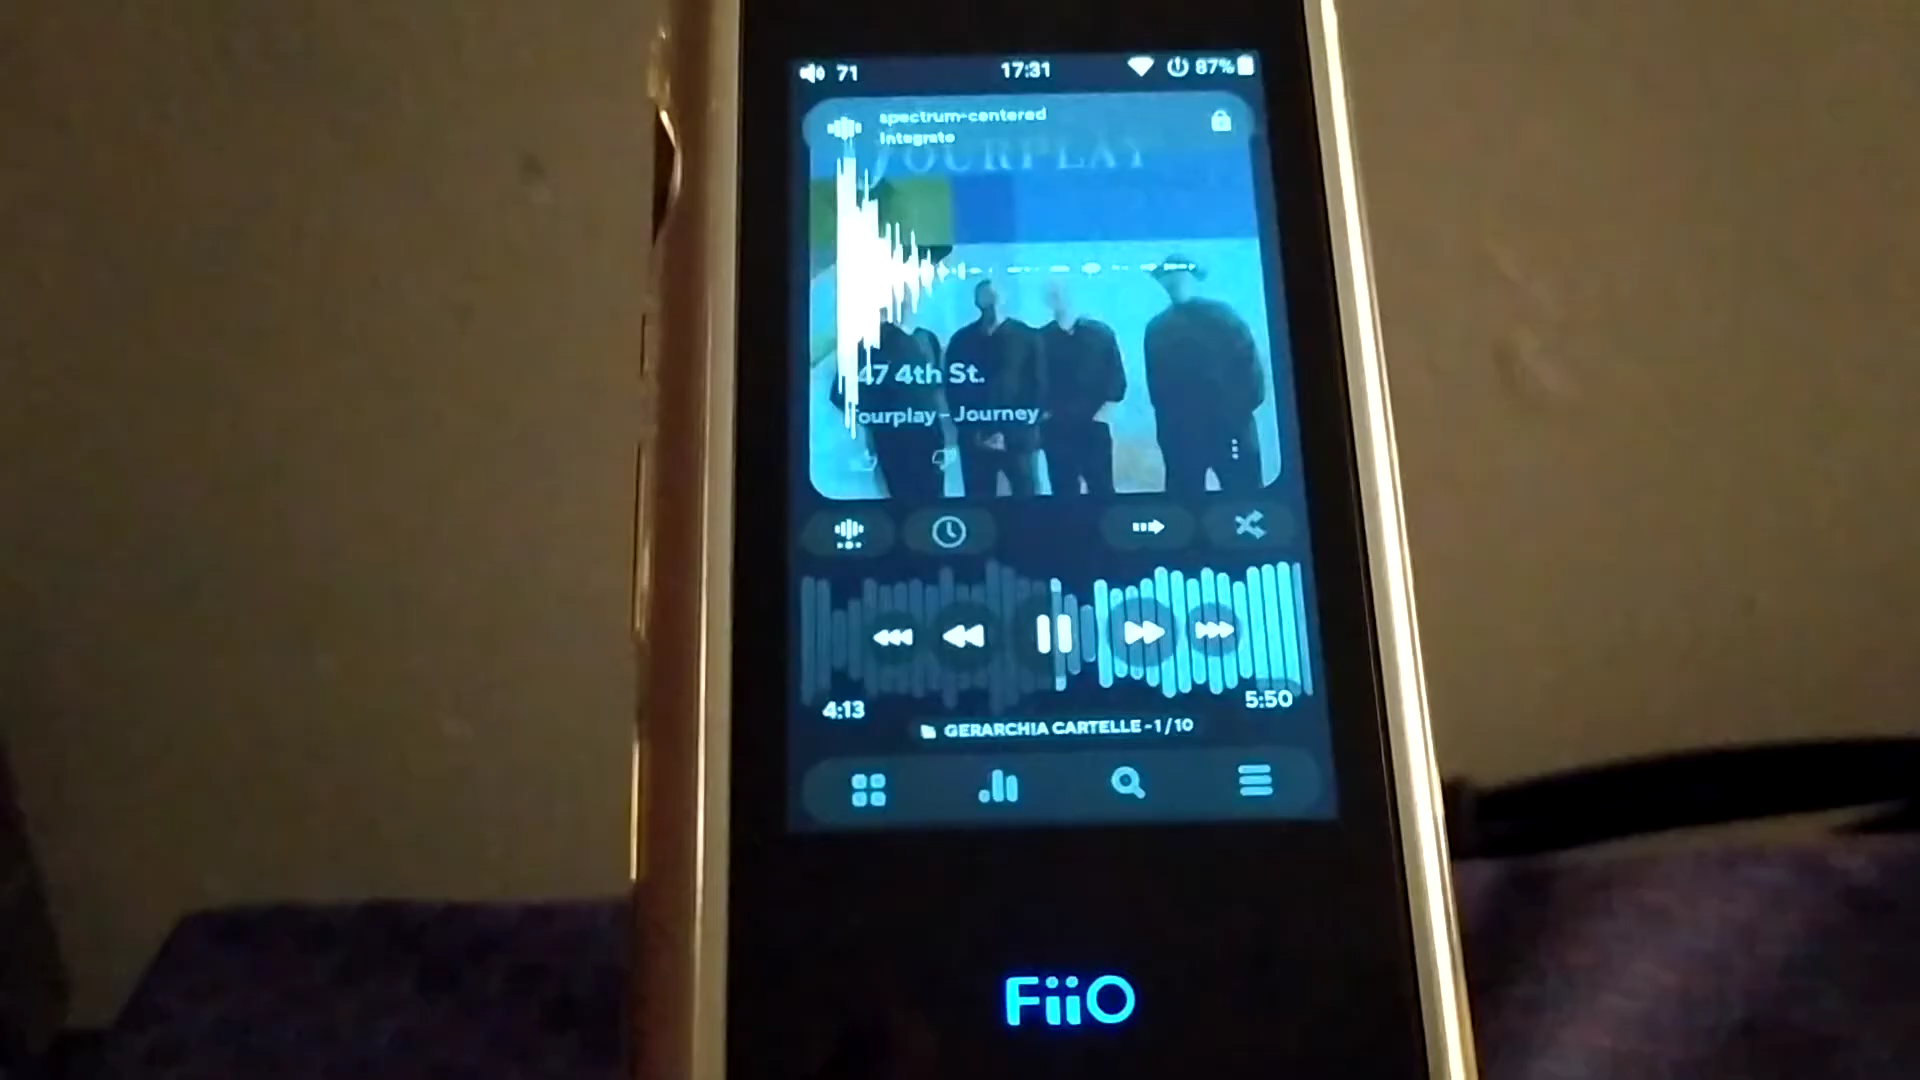 71 17:31 87%
spectrum-centered
Integrato
FOURPLAY
47 4th St.
ourplay - Journey
4:13 5:50
GERARCHIA CARTELLE - 1 / 10
FiiO